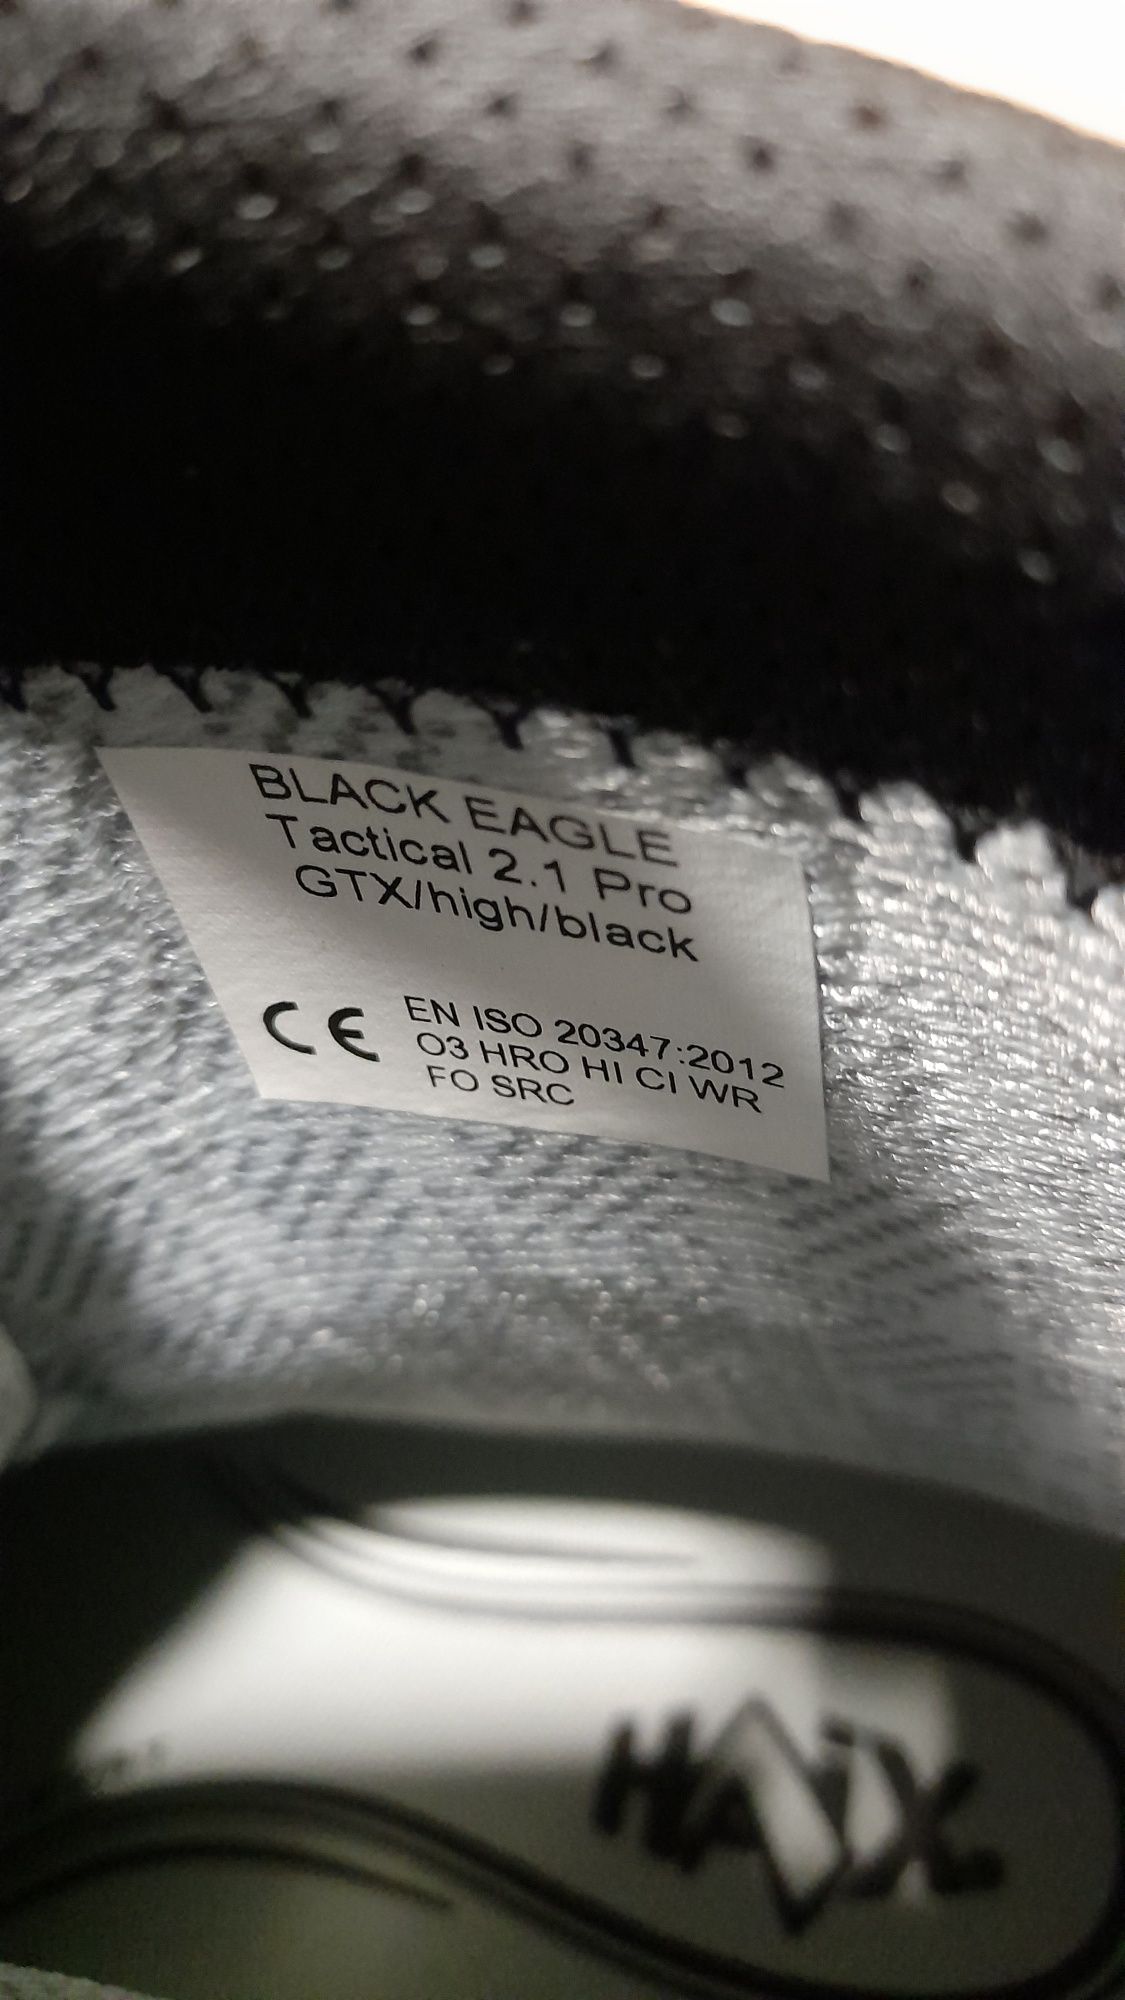 BLACK EAGLE
Tactical 2.1 Pro
GTX/high/black
CE EN ISO 20347:2012
O3 HRO HI CI WR
FO SRC
HAIX